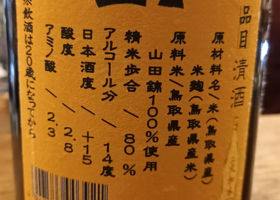 品目 清酒
原材料名／米（鳥取県産）
米麹（鳥取県産米）
原料米／鳥取県産
山田錦100％使用
精米歩合／80％
アルコール分／14度
日本酒度／+15
酸度／2.8
アミノ酸／2.3
飲酒は20歳になってから